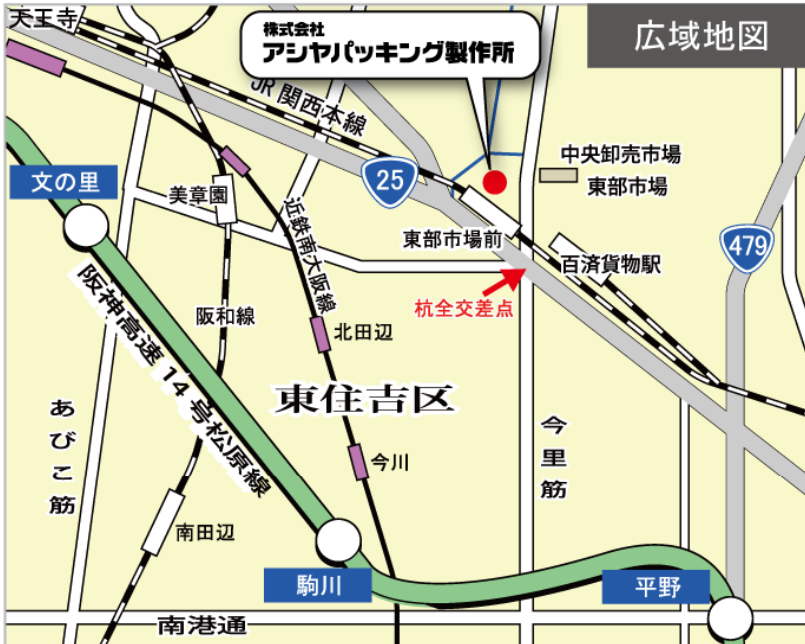 天王寺
株式会社
アシヤパッキング製作所
広域地図
JR関西本線
中央卸売市場
東部市場
25
文の里
美章園
近鉄南大阪線
東部市場前
百済貨物駅
479
杭全交差点
阪神高速14号松原線
阪和線
北田辺
東住吉区
あびこ筋
今里筋
今川
南田辺
駒川
平野
南港通